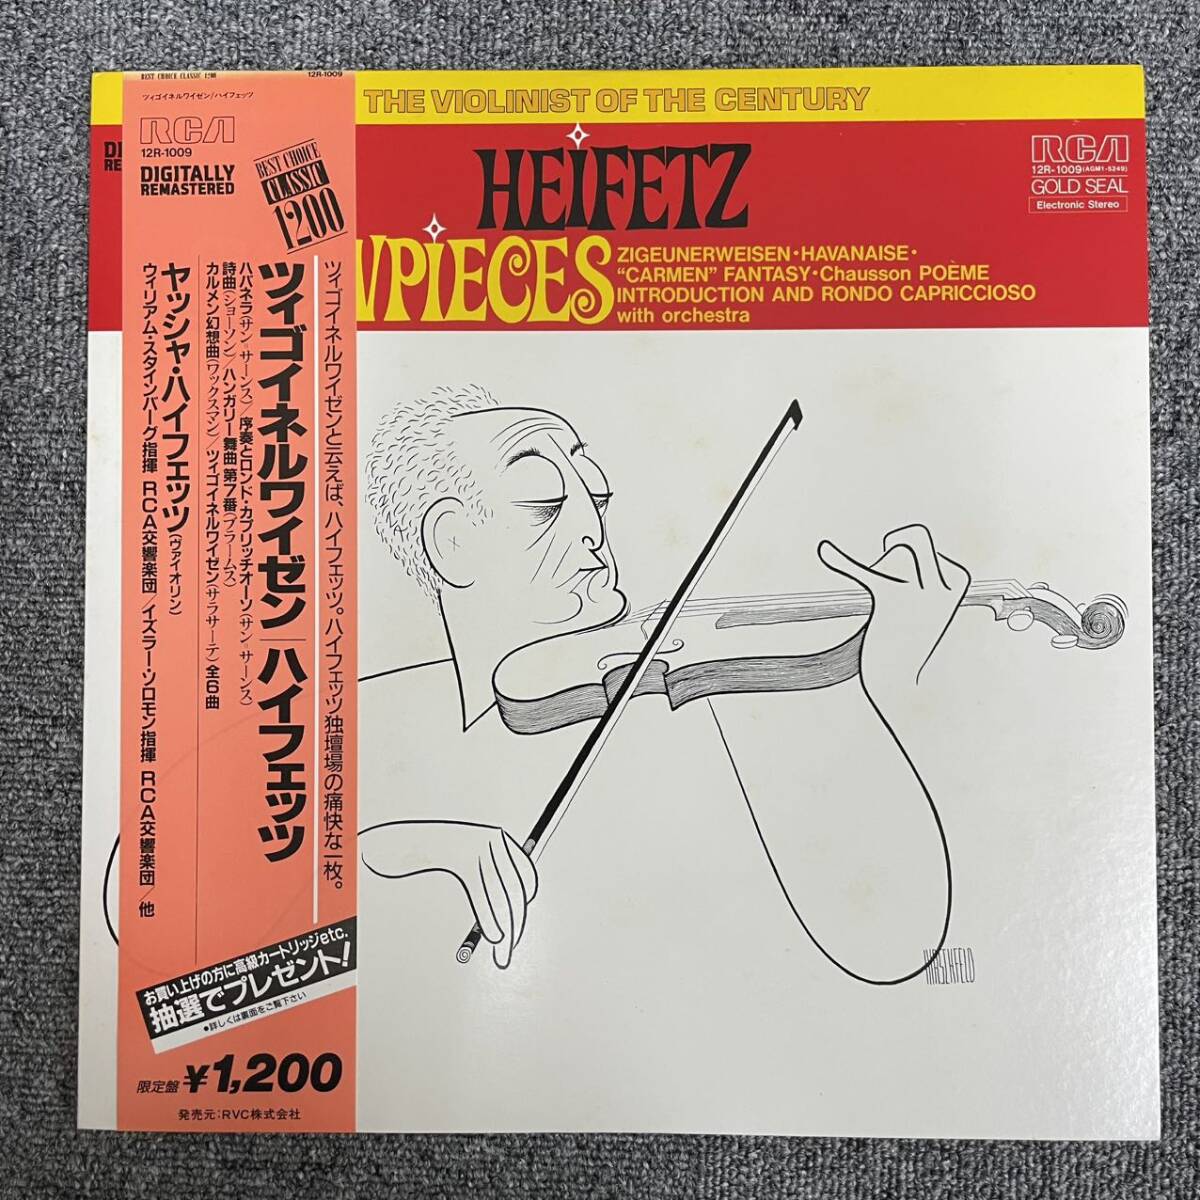 BEST CHOICE CLASSIC 1200
12R-1009
ツィゴイネルワイゼン/ハイフェッツ
RCA
12R-1009
DIGITALLY
REMASTERED
BEST CHOICE
CLASSIC
1200
ツィゴイネルワイゼンと云えば、ハイフェッツ。ハイフェッツ独壇場の痛快な一枚。
ツィゴイネルワイゼン/ハイフェッツ
ハバネラ(サン=サーンス)/序奏とロンド・カプリッチオーソ(サン=サーンス)
詩曲(ショーソン)/ハンガリー舞曲 第7番(ブラームス)
カルメン幻想曲(ワックスマン)/ツィゴイネルワイゼン(サラサーテ) 全6曲
ヤッシャ・ハイフェッツ(ヴァイオリン)
ウィリアム・スタインバーグ指揮 RCA交響楽団/イズラー・ソロモン指揮 RCA交響楽団/他
お買い上げの方に高級カートリッジetc.
抽選でプレゼント!
●詳しくは裏面をご覧下さい
限定盤 ¥1,200
発売元:RVC株式会社
THE VIOLINIST OF THE CENTURY
DI
RE
HEIFETZ
WPIECES
ZIGEUNERWEISEN・HAVANAISE・
“CARMEN” FANTASY・Chausson POÈME
INTRODUCTION AND RONDO CAPRICCIOSO
with orchestra
RCA
12R-1009(AGM1-5249)
GOLD SEAL
Electronic Stereo
HIRSCHFELD